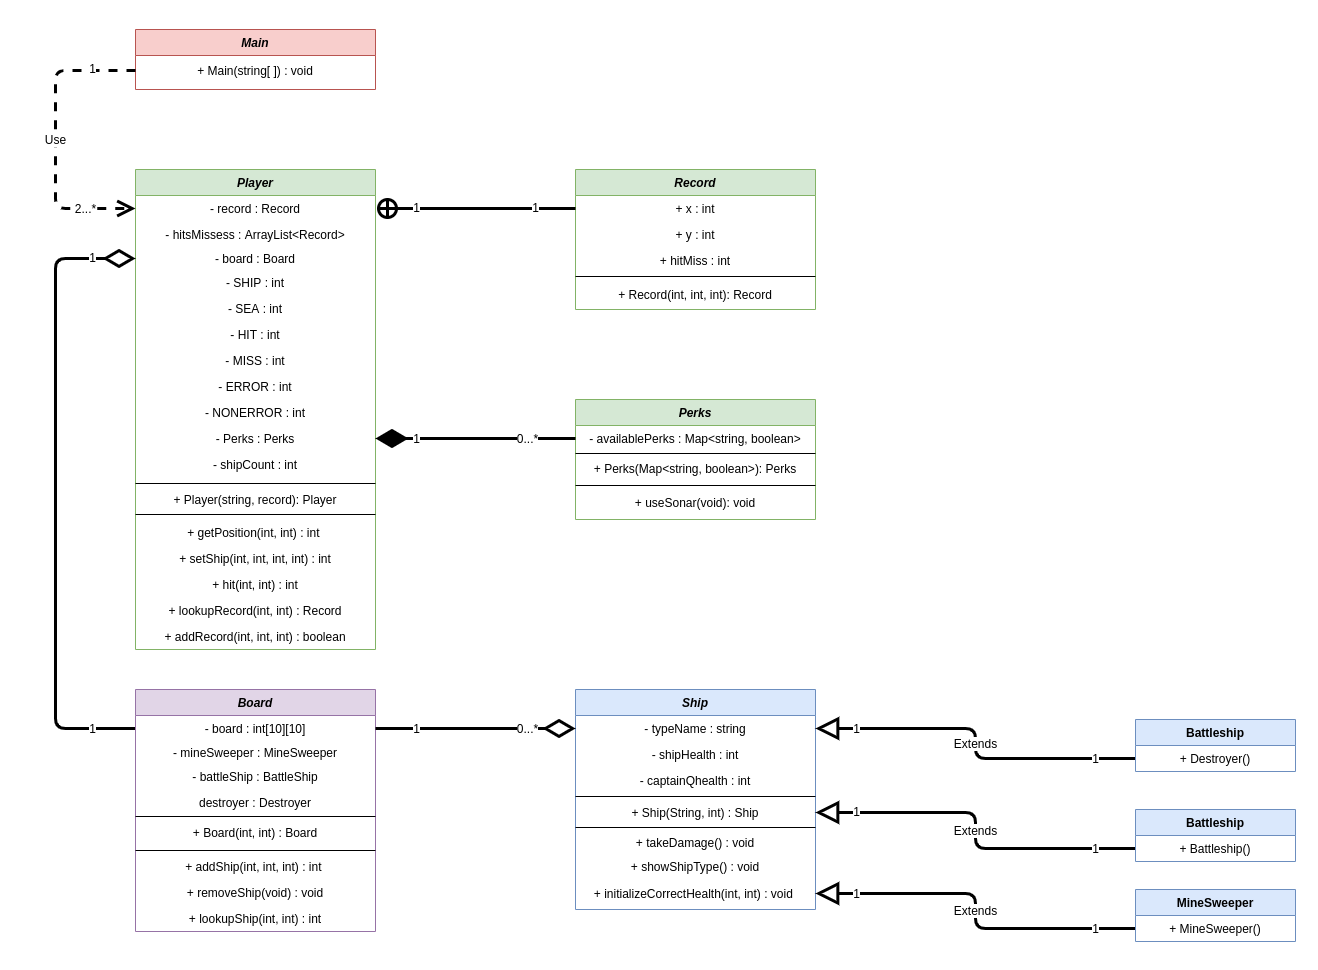 Main
+ Main(string[ ]) : void
1
Use
2...*
Player
- record : Record
- hitsMissess : ArrayList<Record>
- board : Board
- SHIP : int
- SEA : int
- HIT : int
- MISS : int
- ERROR : int
- NONERROR : int
- Perks : Perks
- shipCount : int
+ Player(string, record): Player
+ getPosition(int, int) : int
+ setShip(int, int, int, int) : int
+ hit(int, int) : int
+ lookupRecord(int, int) : Record
+ addRecord(int, int, int) : boolean
1
1
Record
+ x : int
+ y : int
+ hitMiss : int
+ Record(int, int, int): Record
1
0...*
Perks
- availablePerks : Map<string, boolean>
+ Perks(Map<string, boolean>): Perks
+ useSonar(void): void
1
1
Board
- board : int[10][10]
- mineSweeper : MineSweeper
- battleShip : BattleShip
destroyer : Destroyer
+ Board(int, int) : Board
+ addShip(int, int, int) : int
+ removeShip(void) : void
+ lookupShip(int, int) : int
1
0...*
Ship
- typeName : string
- shipHealth : int
- captainQhealth : int
+ Ship(String, int) : Ship
+ takeDamage() : void
+ showShipType() : void
+ initializeCorrectHealth(int, int) : void
1
Extends
1
Battleship
+ Destroyer()
1
Extends
1
Battleship
+ Battleship()
1
Extends
1
MineSweeper
+ MineSweeper()